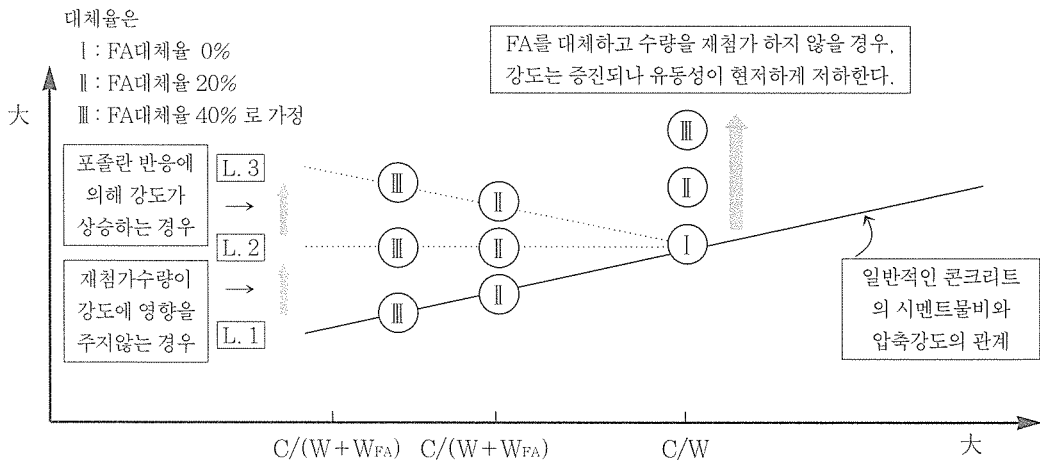 대체율은
Ⅰ : FA대체율 0%
Ⅱ : FA대체율 20%
Ⅲ : FA대체율 40% 로 가정
大
FA를 대체하고 수량을 재첨가 하지 않을 경우,
강도는 증진되나 유동성이 현저하게 저하한다.
포졸란 반응에
의해 강도가
상승하는 경우
L. 3
→
L. 2
재첨가수량이
강도에 영향을
주지않는 경우
→
L. 1
Ⅲ
Ⅲ
Ⅲ
Ⅱ
Ⅱ
Ⅱ
Ⅲ
Ⅱ
Ⅰ
일반적인 콘크리트
의 시멘트물비와
압축강도의 관계
C/(W+WFA)
C/(W+WFA)
C/W
大